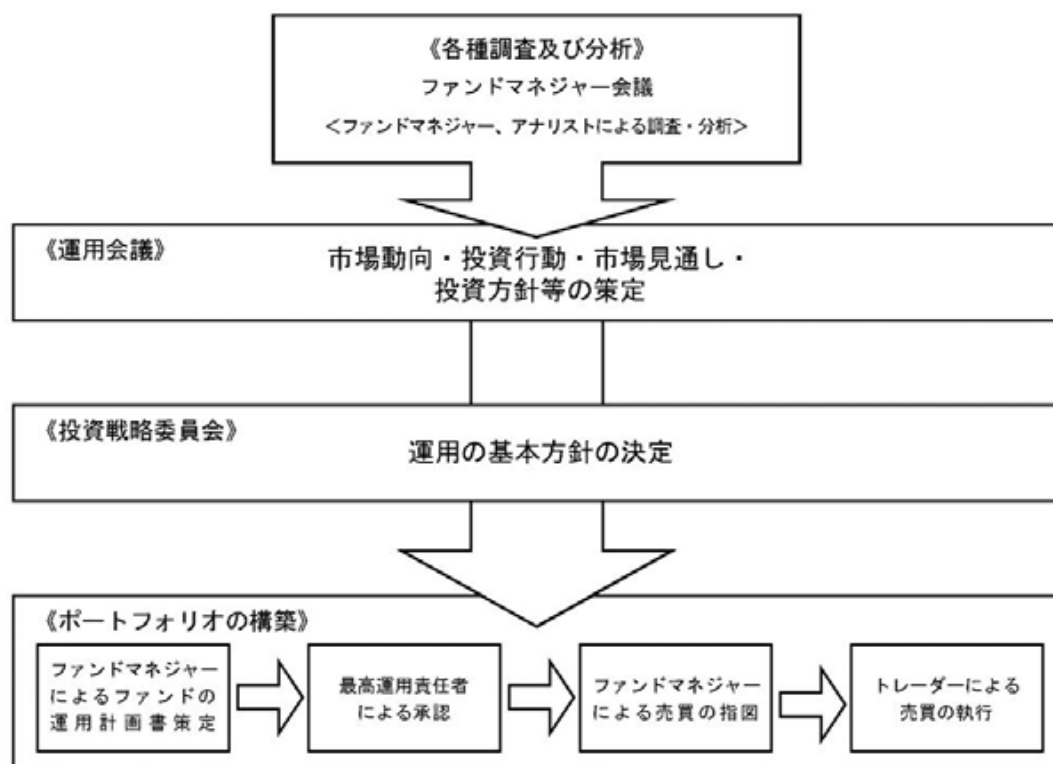 《各種調査及び分析》
ファンドマネジャー会議
＜ファンドマネジャー、アナリストによる調査・分析＞
《運用会議》
市場動向・投資行動・市場見通し・
投資方針等の策定
《投資戦略委員会》
運用の基本方針の決定
《ポートフォリオの構築》
ファンドマネジャー
によるファンドの
運用計画書策定
最高運用責任者
による承認
ファンドマネジャー
による売買の指図
トレーダーによる
売買の執行